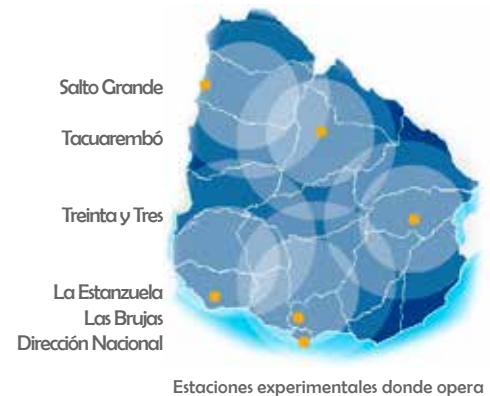 Salto Grande
Tacuarembó
Treinta y Tres
La Estanzuela
Las Brujas
Dirección Nacional
Estaciones experimentales donde opera